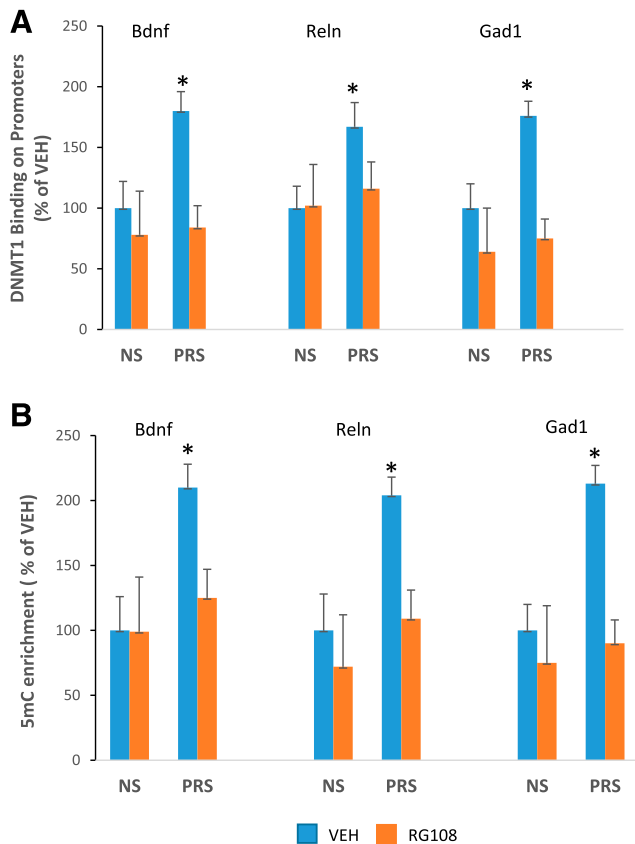 A
Bdnf Reln Gad1
DNMT1 Binding on Promoters
(% of VEH)
250
200
150
100
50
0
* * *
NS PRS NS PRS NS PRS
B
Bdnf Reln Gad1
5mC enrichment ( % of VEH)
250
200
150
100
50
0
* * *
NS PRS NS PRS NS PRS
VEH RG108